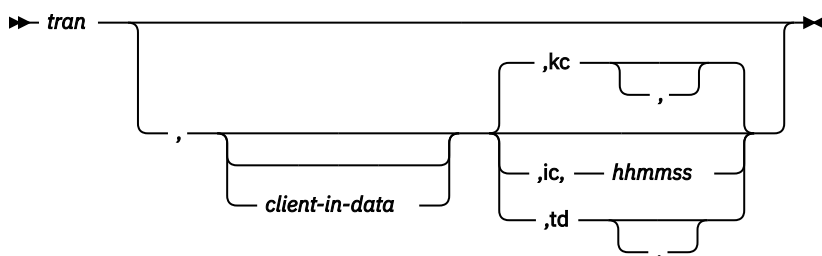 tran
,kc
,
,
,ic, hhmmss
client-in-data
,td
,